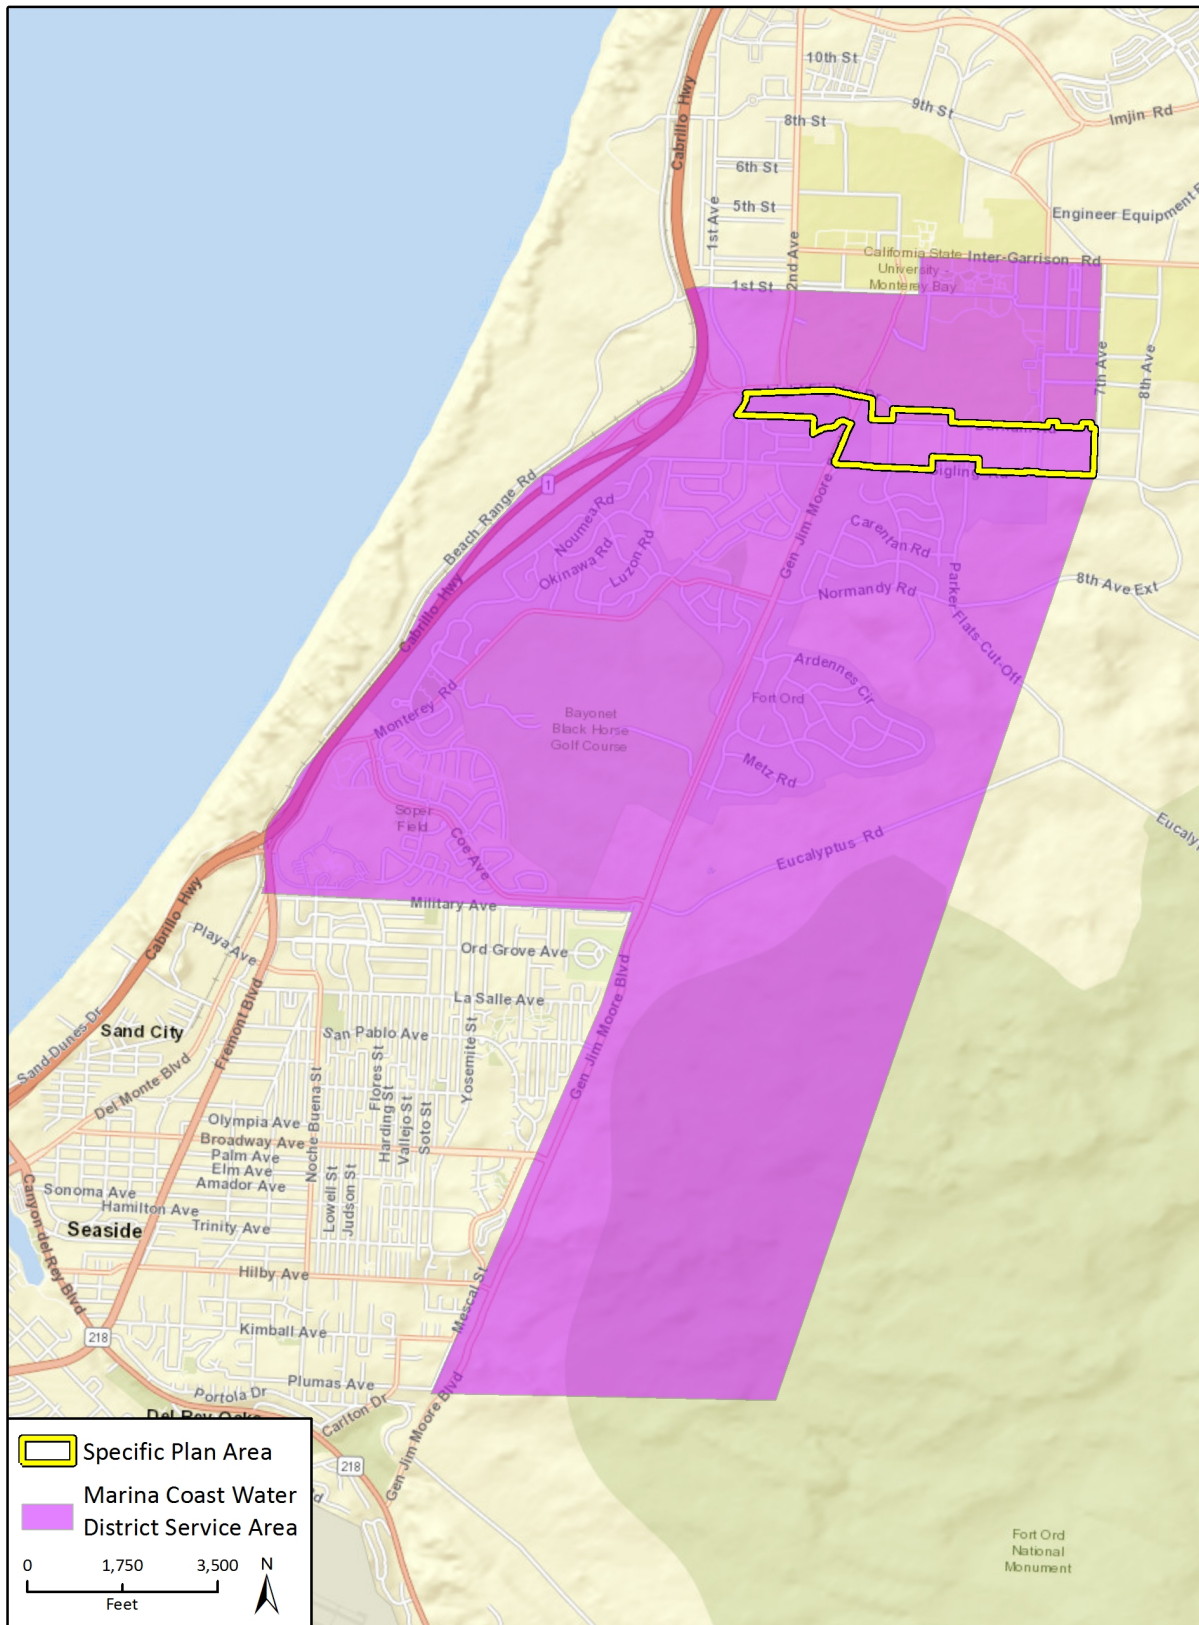 10th St
9th St
Imjin Rd
8th St
Cabrillo Hwy
6th St
5th St
1st Ave
2nd Ave
Engineer Equipment
California State
University -
Monterey Bay
Inter-Garrison Rd
1st St
7th Ave
8th Ave
Gen Jim Moore
Beach Range Rd
1
Noumea Rd
Okinawa Rd
Luzon Rd
Carentan Rd
Normandy Rd
Parker Flats Cut-Off
8th Ave Ext
Cabrillo Hwy
Ardennes Cir
Fort Ord
Monterey Rd
Bayonet
Black Horse
Golf Course
Metz Rd
Soper
Field
Coe Ave
Eucalyptus Rd
Eucaly
Military Ave
Cabrillo Hwy
Playa Ave
Ord Grove Ave
La Salle Ave
Gen Jim Moore Blvd
Fremont Blvd
San Pablo Ave
Yosemite St
Sand City
Sand Dunes Dr
Del Monte Blvd
Flores St
Harding St
Vallejo St
Soto St
Noche Buena St
Olympia Ave
Broadway Ave
Palm Ave
Elm Ave
Amador Ave
Sonoma Ave
Hamilton Ave
Lowell St
Judson St
Trinity Ave
Seaside
Canyon del Rey Blvd
Hilby Ave
Mescal St
218
Kimball Ave
Plumas Ave
Portola Dr
Carlton Dr
Del Rey Oaks
218
Gen Jim Moore Blvd
Fort Ord
National
Monument
Specific Plan Area
Marina Coast Water
District Service Area
0 1,750 3,500
Feet
N